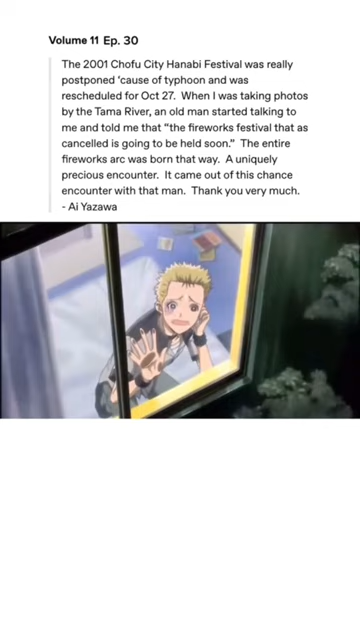 Volume 11 Ep. 30
The 2001 Chofu City Hanabi Festival was really
postponed ‘cause of typhoon and was
rescheduled for Oct 27. When I was taking photos
by the Tama River, an old man started talking to
me and told me that “the fireworks festival that as
cancelled is going to be held soon.” The entire
fireworks arc was born that way. A uniquely
precious encounter. It came out of this chance
encounter with that man. Thank you very much.
- Ai Yazawa